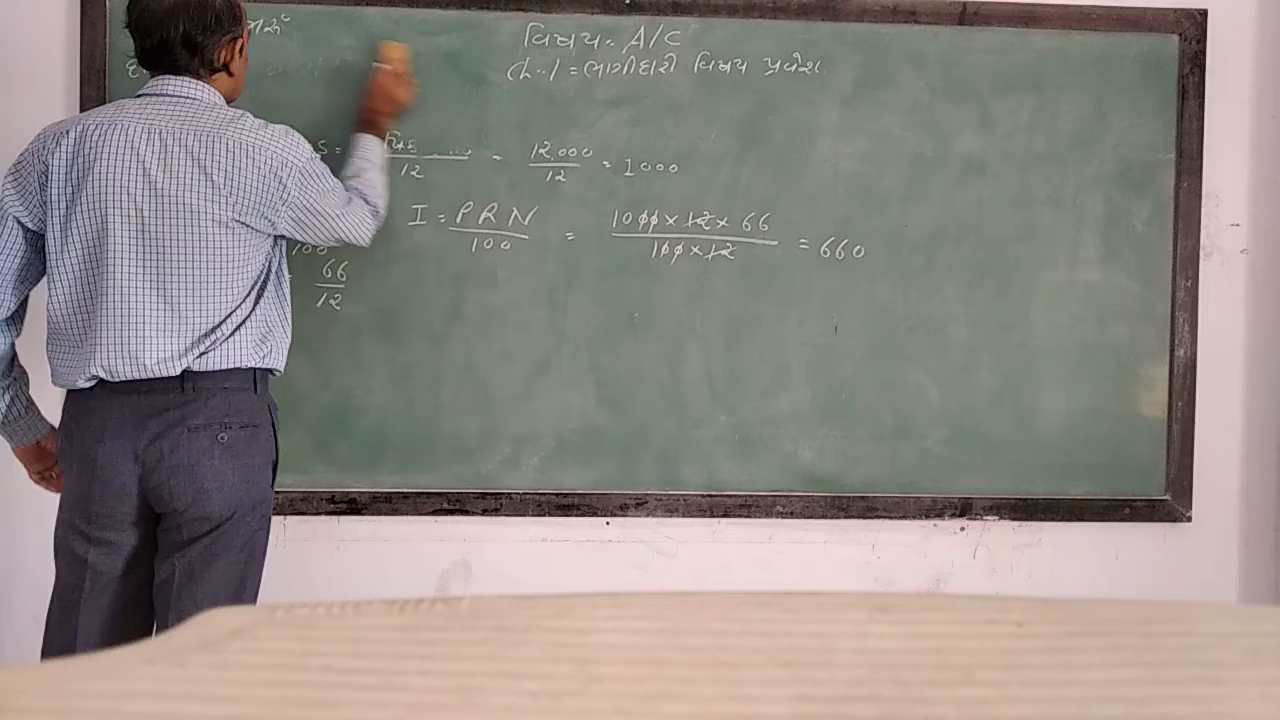 વિષય:- A/C
ch-1 = ભાગીદારી વિષય પ્રવેશ.
12 = 12,000 / 12 = 1000
I = PRN / 100 = 1000 × 12 × 66 / 100 × 12 = 660
100
66 / 12